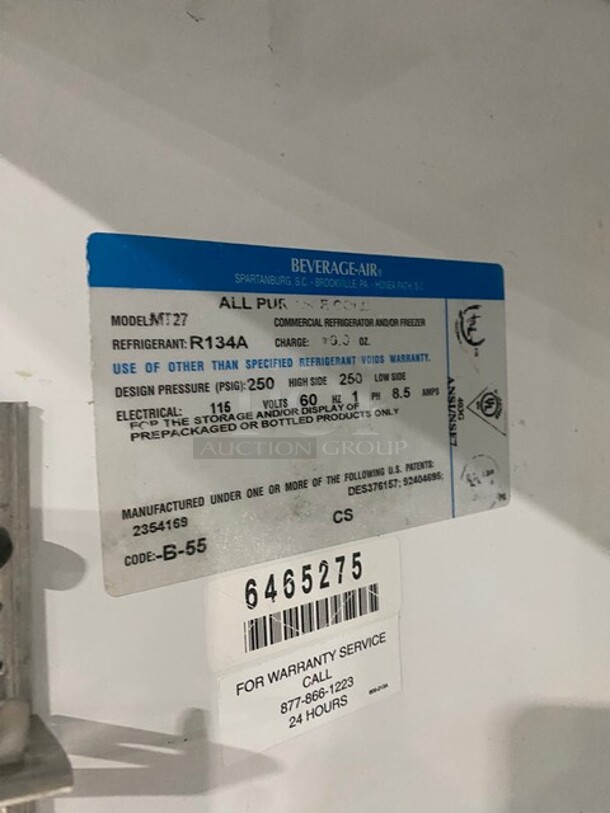 BEVERAGE-AIR®
SPARTANBURG, S.C. - BROOKVILLE, PA - HONEA PATH, S.C.
ALL
MODEL: MT27
COMMERCIAL REFRIGERATOR AND/OR FREEZER
REFRIGERANT: R134A CHARGE: OZ.
USE OF OTHER THAN SPECIFIED REFRIGERANT VOIDS WARRANTY.
DESIGN PRESSURE (PSIG): 250 HIGH SIDE 250 LOW SIDE
ELECTRICAL: 115 VOLTS 60 HZ 1 PH 8.5 AMPS
FOR THE STORAGE AND/OR DISPLAY OF
PREPACKAGED OR BOTTLED PRODUCTS ONLY
AUCTION GROUP
MANUFACTURED UNDER ONE OR MORE OF THE FOLLOWING U.S. PATENTS:
DES376157; 92404695;
2354169
CS
CODE:-B-55
403G
ANSI/NSF7
6465275
FOR WARRANTY SERVICE
CALL
877-866-1223
24 HOURS